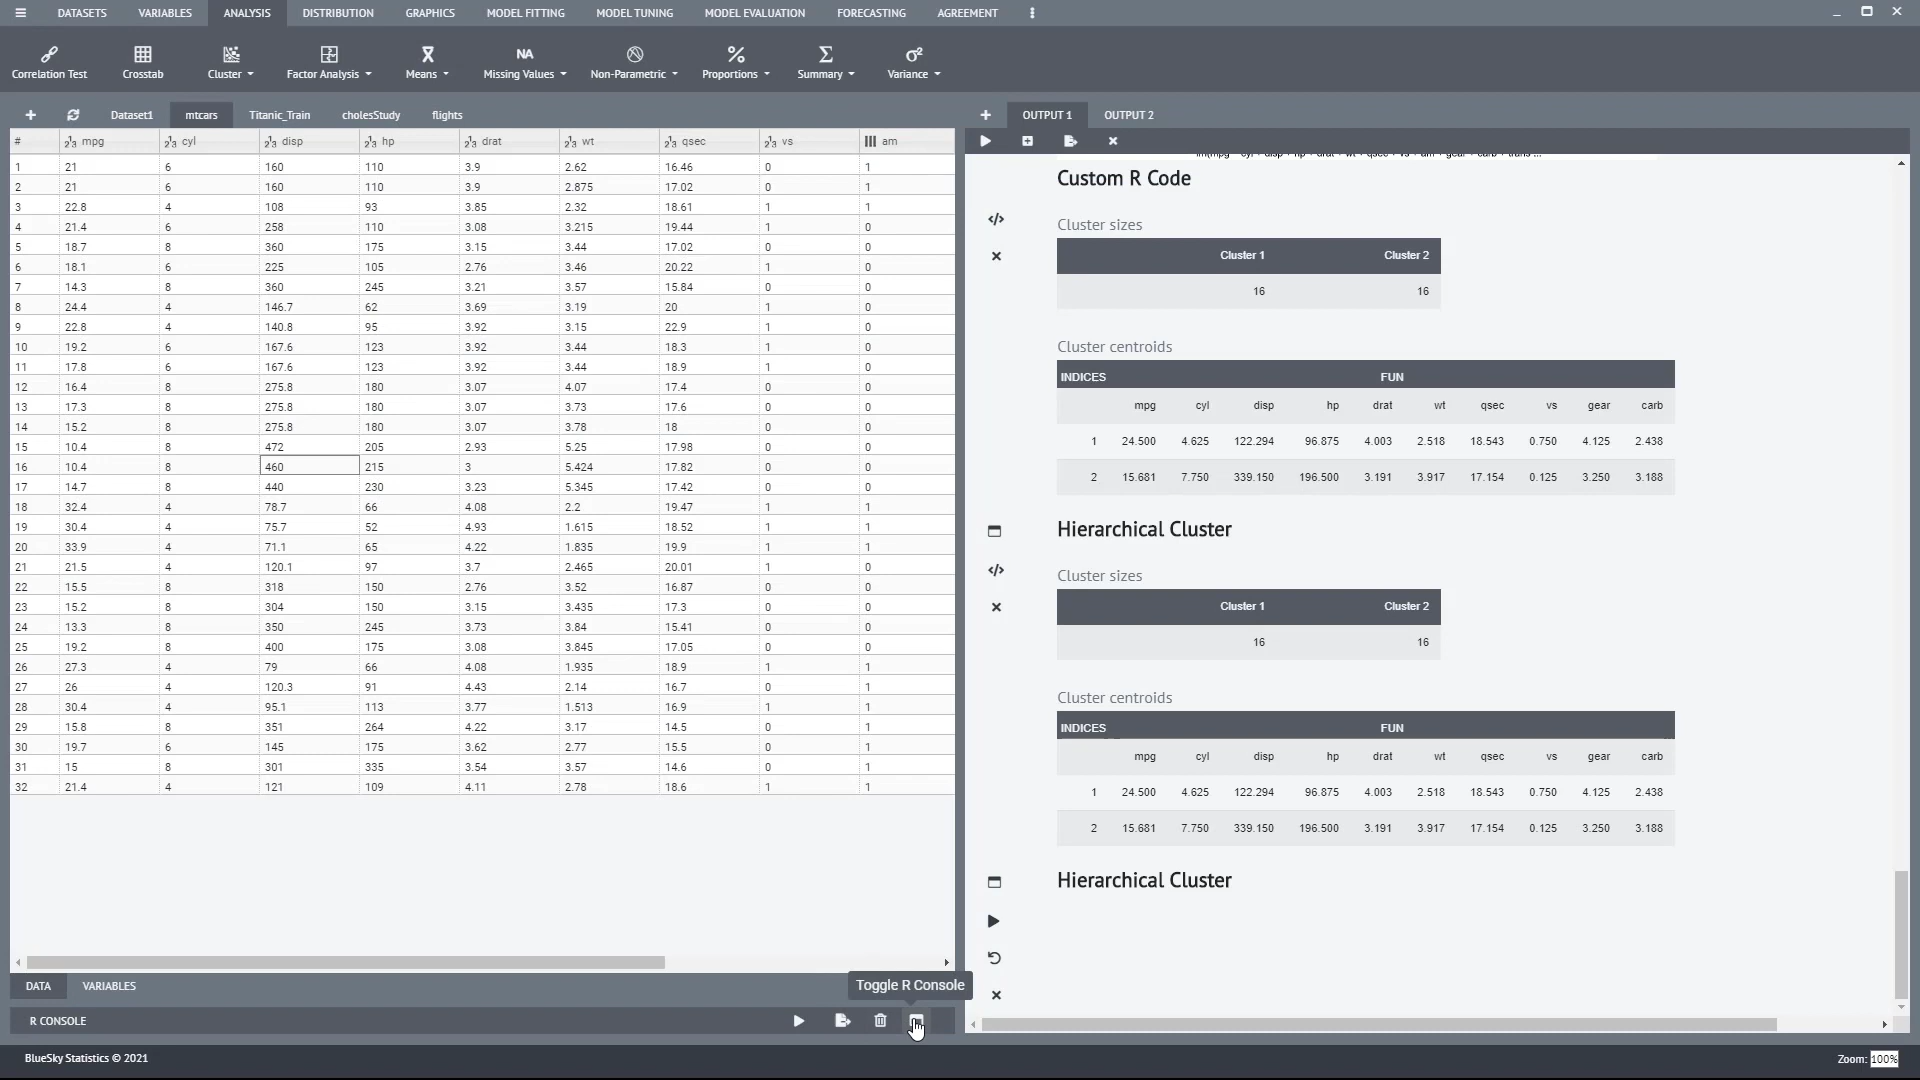 DATASETS VARIABLES ANALYSIS DISTRIBUTION GRAPHICS MODEL FITTING MODEL TUNING MODEL EVALUATION FORECASTING AGREEMENT
NA σ²
Correlation Test Crosstab Cluster Factor Analysis Means Missing Values Non-Parametric Proportions Summary Variance
Dataset1 mtcars Titanic_Train cholesStudy flights
# mpg cyl disp hp drat wt qsec vs am
1 21 6 160 110 3.9 2.62 16.46 0 1
2 21 6 160 110 3.9 2.875 17.02 0 1
3 22.8 4 108 93 3.85 2.32 18.61 1 1
4 21.4 6 258 110 3.08 3.215 19.44 1 0
5 18.7 8 360 175 3.15 3.44 17.02 0 0
6 18.1 6 225 105 2.76 3.46 20.22 1 0
7 14.3 8 360 245 3.21 3.57 15.84 0 0
8 24.4 4 146.7 62 3.69 3.19 20 1 0
9 22.8 4 140.8 95 3.92 3.15 22.9 1 0
10 19.2 6 167.6 123 3.92 3.44 18.3 1 0
11 17.8 6 167.6 123 3.92 3.44 18.9 1 0
12 16.4 8 275.8 180 3.07 4.07 17.4 0 0
13 17.3 8 275.8 180 3.07 3.73 17.6 0 0
14 15.2 8 275.8 180 3.07 3.78 18 0 0
15 10.4 8 472 205 2.93 5.25 17.98 0 0
16 10.4 8 460 215 3 5.424 17.82 0 0
17 14.7 8 440 230 3.23 5.345 17.42 0 0
18 32.4 4 78.7 66 4.08 2.2 19.47 1 1
19 30.4 4 75.7 52 4.93 1.615 18.52 1 1
20 33.9 4 71.1 65 4.22 1.835 19.9 1 1
21 21.5 4 120.1 97 3.7 2.465 20.01 1 0
22 15.5 8 318 150 2.76 3.52 16.87 0 0
23 15.2 8 304 150 3.15 3.435 17.3 0 0
24 13.3 8 350 245 3.73 3.84 15.41 0 0
25 19.2 8 400 175 3.08 3.845 17.05 0 0
26 27.3 4 79 66 4.08 1.935 18.9 1 1
27 26 4 120.3 91 4.43 2.14 16.7 0 1
28 30.4 4 95.1 113 3.77 1.513 16.9 1 1
29 15.8 8 351 264 4.22 3.17 14.5 0 1
30 19.7 6 145 175 3.62 2.77 15.5 0 1
31 15 8 301 335 3.54 3.57 14.6 0 1
32 21.4 4 121 109 4.11 2.78 18.6 1 1
DATA VARIABLES
Toggle R Console
R CONSOLE
OUTPUT 1 OUTPUT 2
Custom R Code
Cluster sizes
Cluster 1 Cluster 2
16 16
Cluster centroids
INDICES FUN
mpg cyl disp hp drat wt qsec vs gear carb
1 24.500 4.625 122.294 96.875 4.003 2.518 18.543 0.750 4.125 2.438
2 15.681 7.750 339.150 196.500 3.191 3.917 17.154 0.125 3.250 3.188
Hierarchical Cluster
Cluster sizes
Cluster 1 Cluster 2
16 16
Cluster centroids
INDICES FUN
mpg cyl disp hp drat wt qsec vs gear carb
1 24.500 4.625 122.294 96.875 4.003 2.518 18.543 0.750 4.125 2.438
2 15.681 7.750 339.150 196.500 3.191 3.917 17.154 0.125 3.250 3.188
Hierarchical Cluster
BlueSky Statistics © 2021
Zoom: 100%